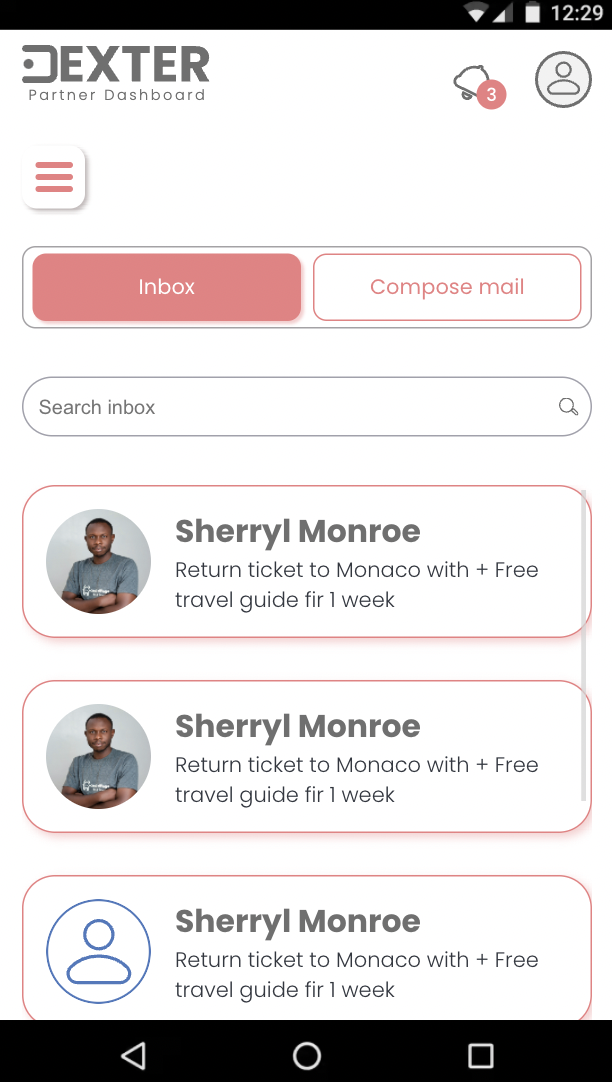 12:29
DEXTER
Partner Dashboard
3
Inbox
Compose mail
Search inbox
Sherryl Monroe
Return ticket to Monaco with + Free
travel guide fir 1 week
Sherryl Monroe
Return ticket to Monaco with + Free
travel guide fir 1 week
Sherryl Monroe
Return ticket to Monaco with + Free
travel guide fir 1 week